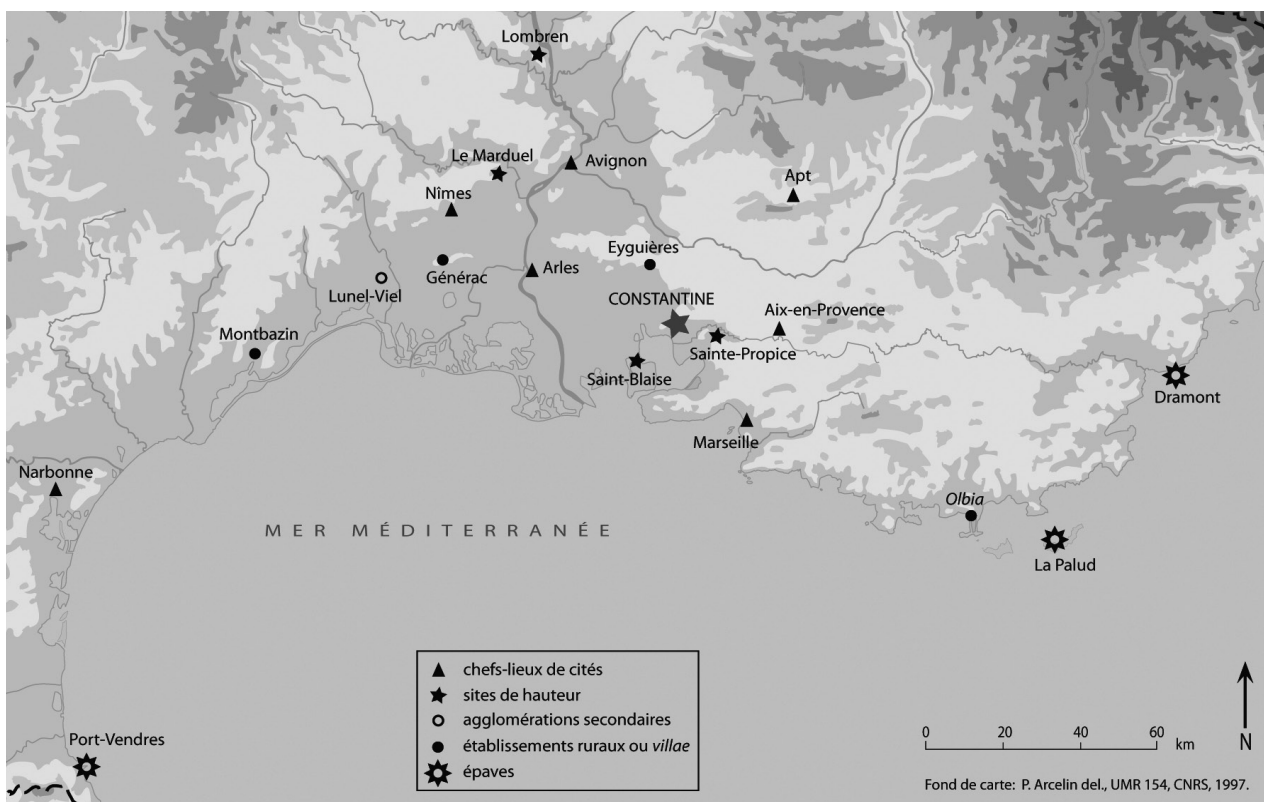 Lombren
Le Marduel
Avignon
Apt
Nîmes
Eyguières
Générac
Arles
Lunel-Viel
CONSTANTINE
Aix-en-Provence
Montbazin
Sainte-Propice
Saint-Blaise
Dramont
Marseille
Narbonne
Olbia
MER MÉDITERRANÉE
La Palud
chefs-lieux de cités
sites de hauteur
agglomérations secondaires
établissements ruraux ou villae
épaves
Port-Vendres
0 20 40 60
km
N
Fond de carte: P. Arcelin del., UMR 154, CNRS, 1997.